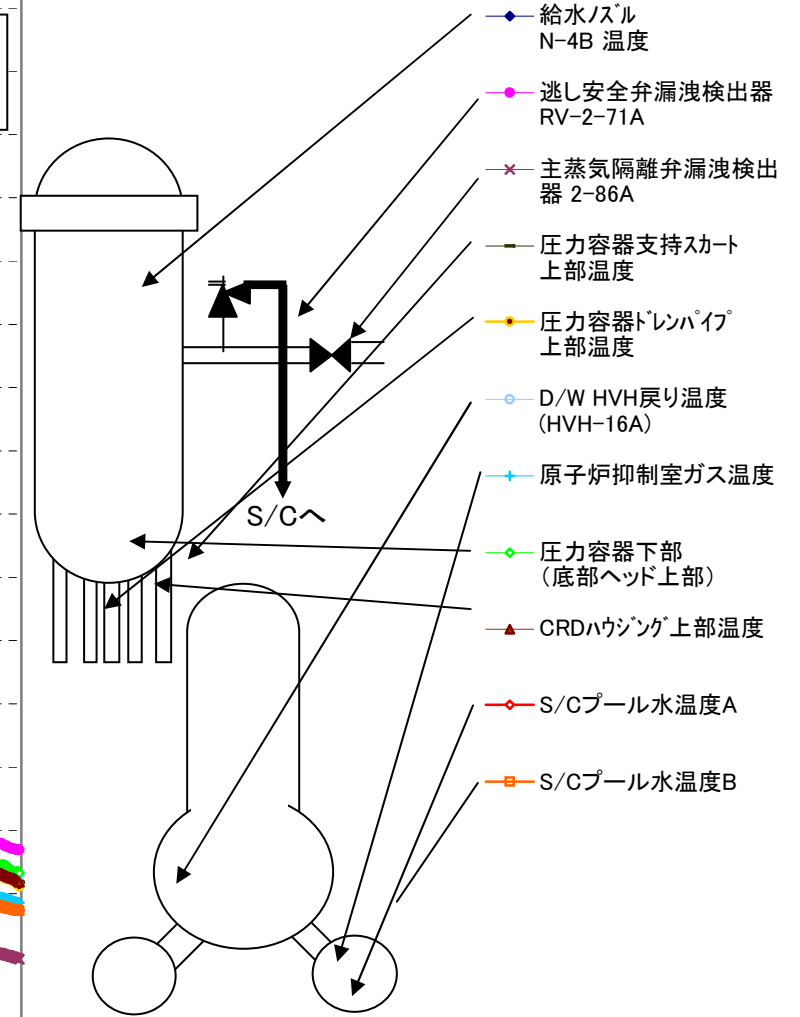 給水ノズル
N-4B 温度
逃し安全弁漏洩検出器
RV-2-71A
主蒸気隔離弁漏洩検出
器 2-86A
圧力容器支持スカート
上部温度
圧力容器ドレンパイプ
上部温度
D/W HVH戻り温度
(HVH-16A)
原子炉抑制室ガス温度
S/Cへ
圧力容器下部
(底部ヘッド上部)
CRDハウジング上部温度
S/Cプール水温度A
S/Cプール水温度B